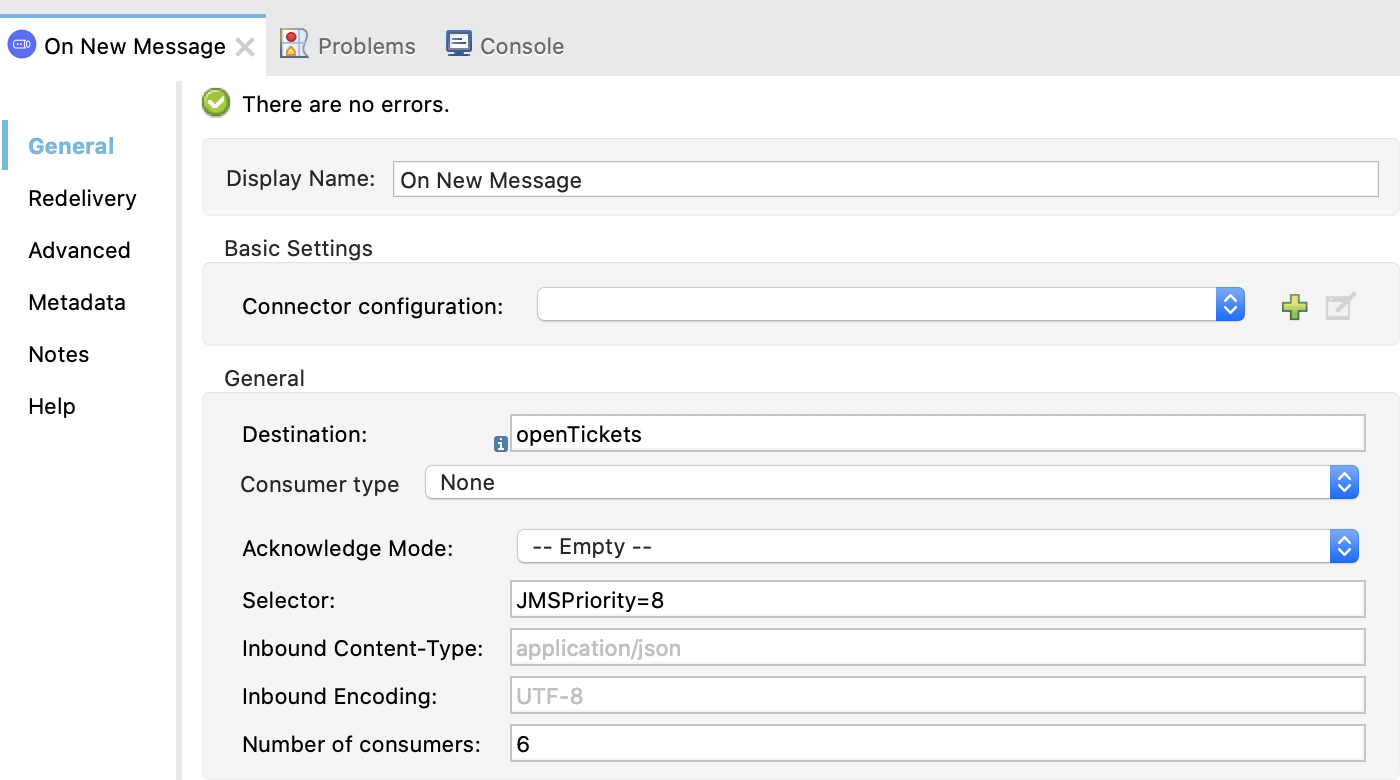 On New Message
Problems
Console
There are no errors.
General
Redelivery
Advanced
Metadata
Notes
Help
Display Name: On New Message
Basic Settings
Connector configuration:
General
Destination: openTickets
Consumer type None
Acknowledge Mode: -- Empty --
Selector: JMSPriority=8
Inbound Content-Type: application/json
Inbound Encoding: UTF-8
Number of consumers: 6